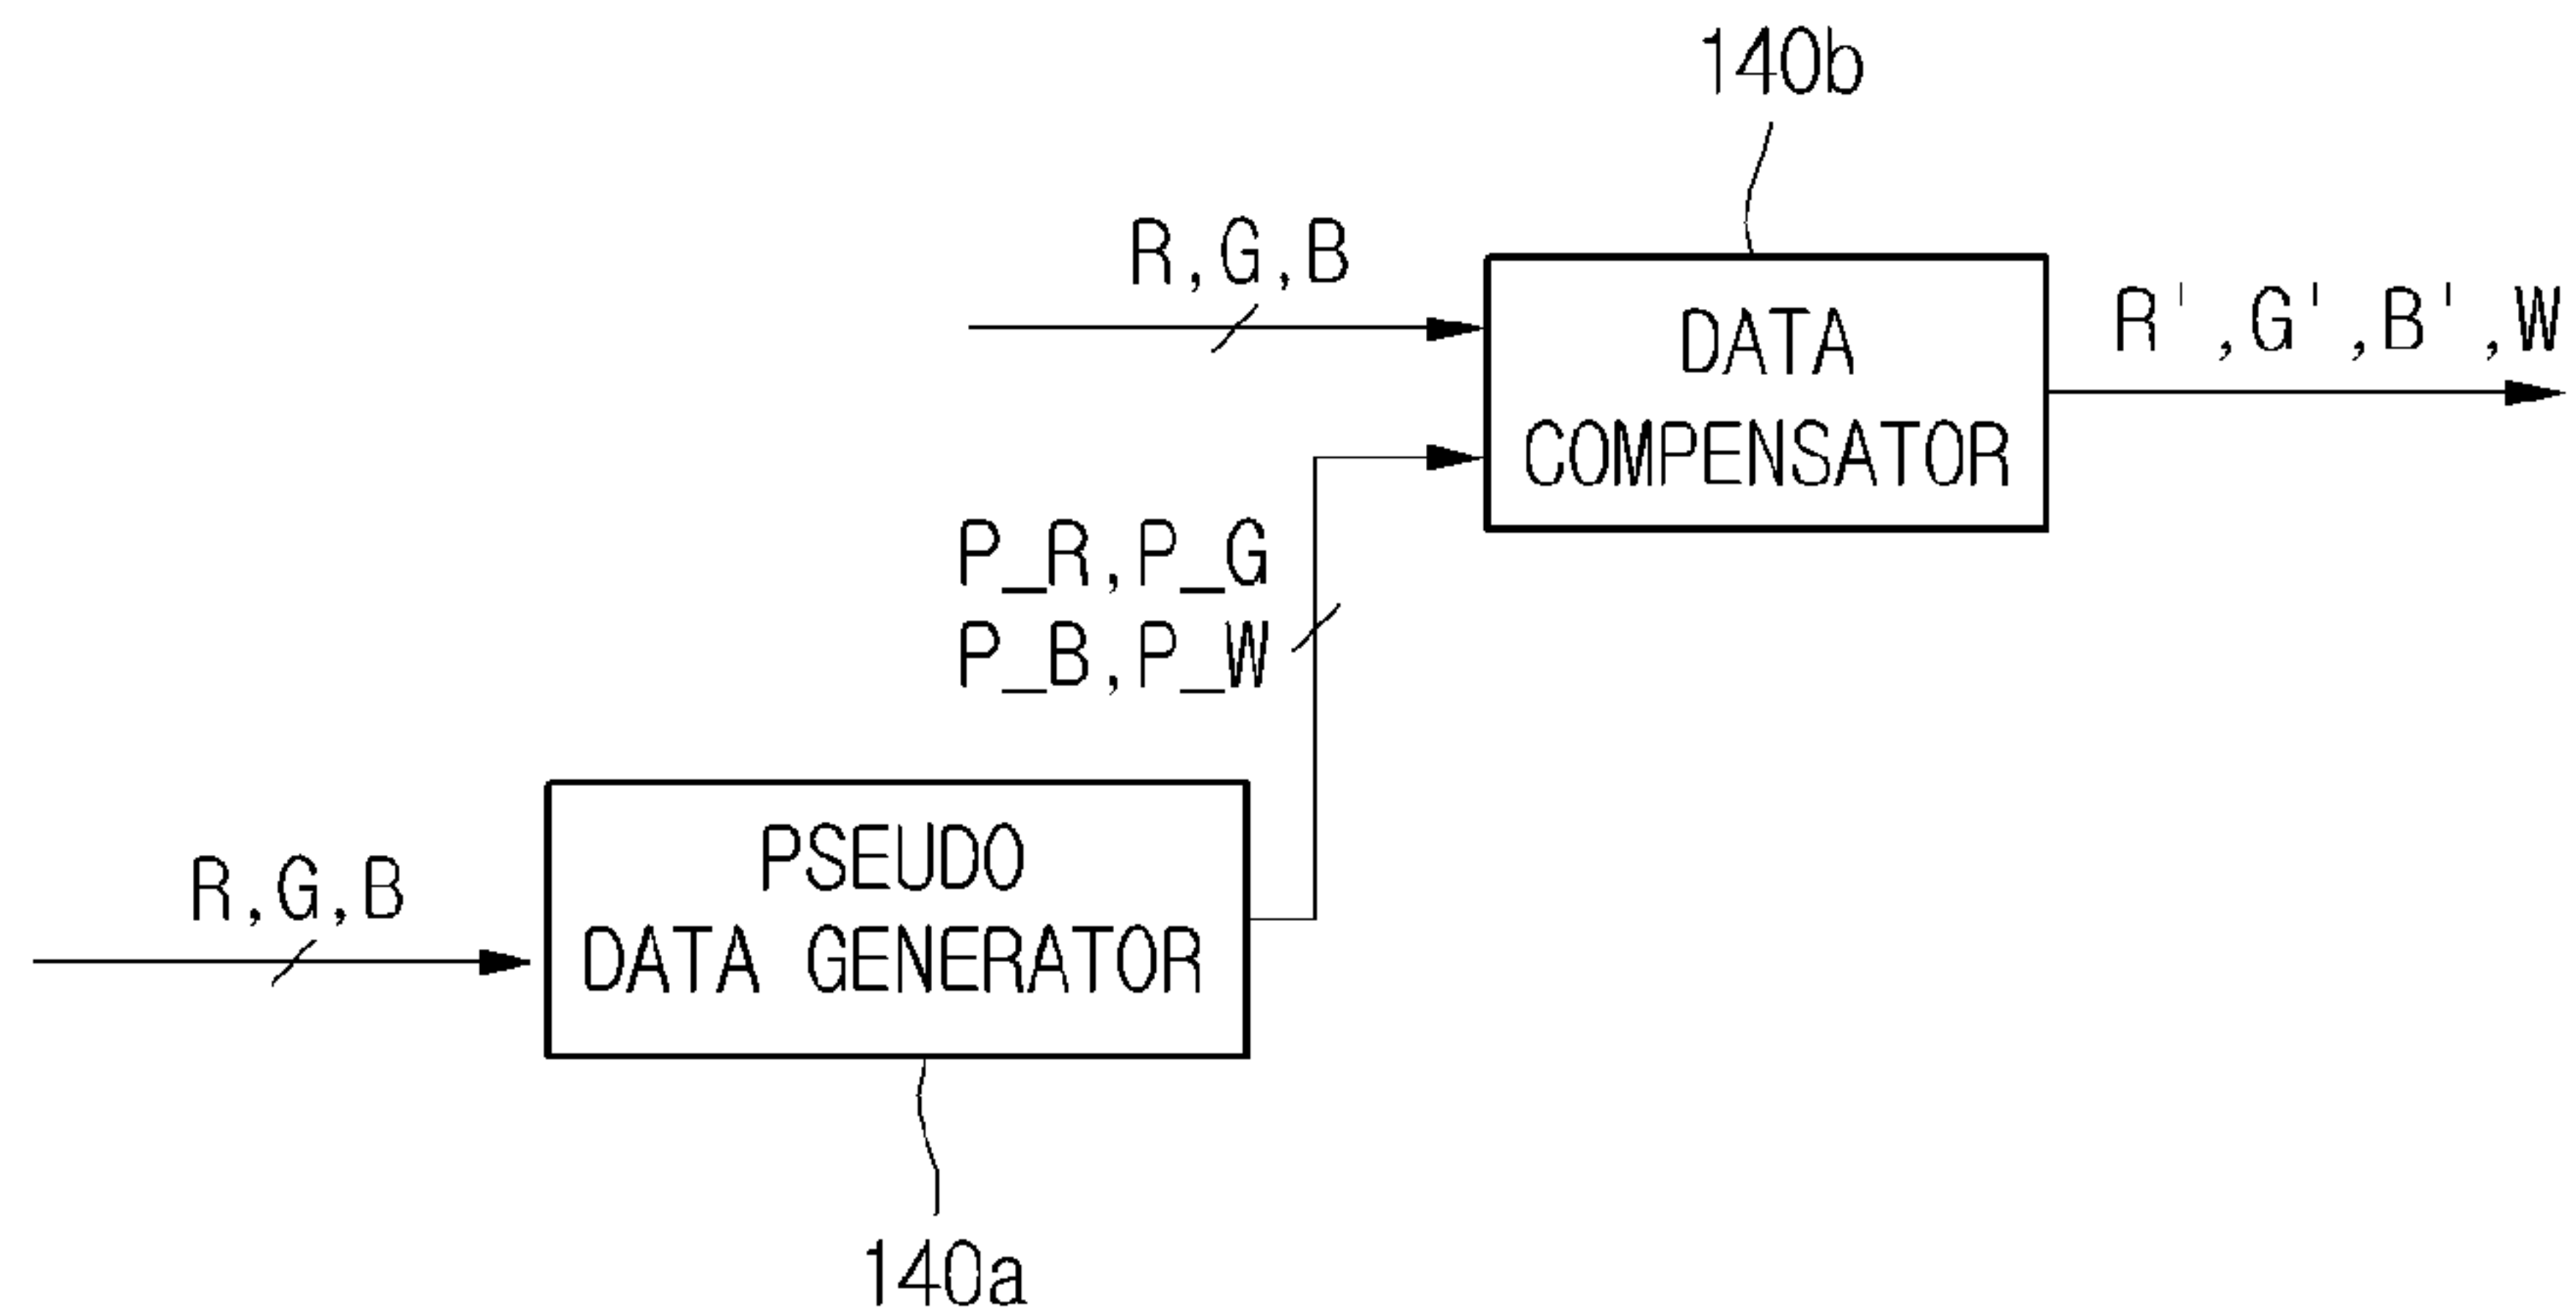 140b
R,G,B
DATA
COMPENSATOR
R',G',B',W
P_R,P_G
P_B,P_W
PSEUDO
DATA GENERATOR
R,G,B
140a